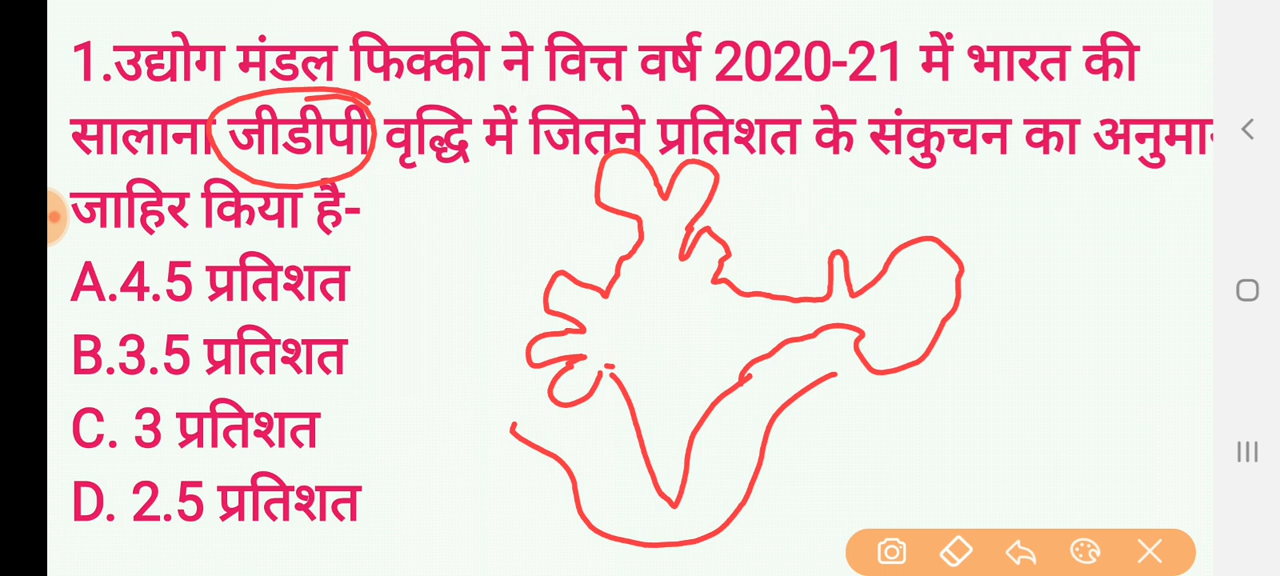 1.उद्योग मंडल फिक्की ने वित्त वर्ष 2020-21 में भारत की
सालाना जीडीपी वृद्धि में जितने प्रतिशत के संकुचन का
जाहिर किया है-
A.4.5 प्रतिशत
B.3.5 प्रतिशत
C. 3 प्रतिशत
D. 2.5 प्रतिशत